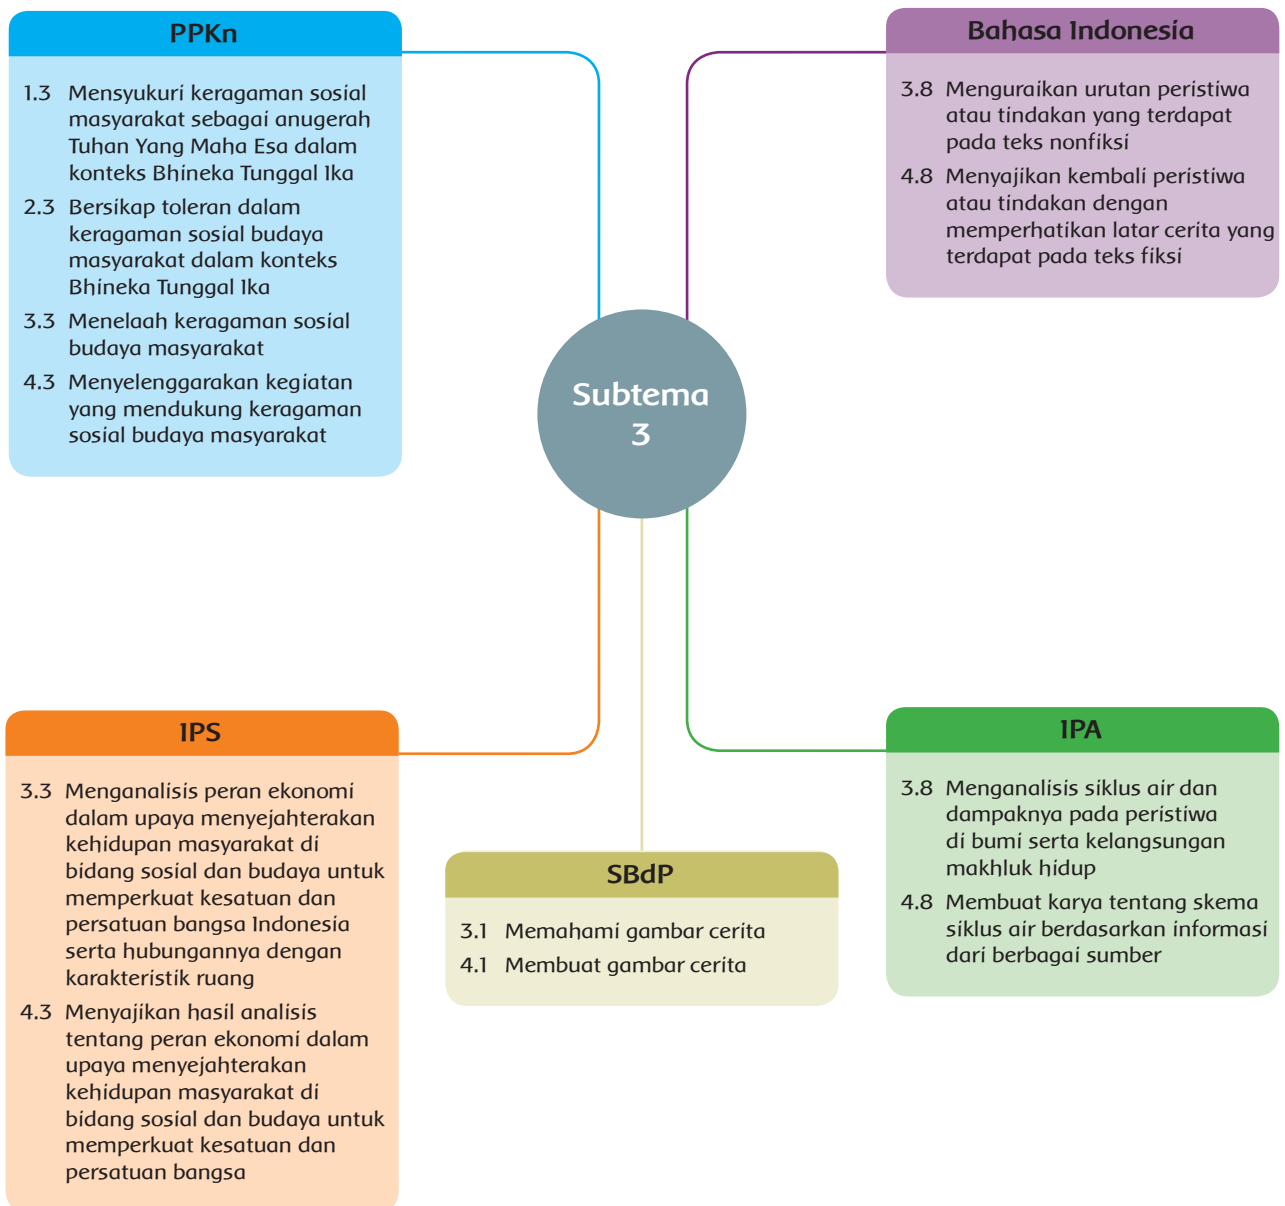 PPKn
1.3 Mensyukuri keragaman sosial
masyarakat sebagai anugerah
Tuhan Yang Maha Esa dalam
konteks Bhineka Tunggal Ika
2.3 Bersikap toleran dalam
keragaman sosial budaya
masyarakat dalam konteks
Bhineka Tunggal Ika
3.3 Menelaah keragaman sosial
budaya masyarakat
4.3 Menyelenggarakan kegiatan
yang mendukung keragaman
sosial budaya masyarakat
Bahasa Indonesia
3.8 Menguraikan urutan peristiwa
atau tindakan yang terdapat
pada teks nonfiksi
4.8 Menyajikan kembali peristiwa
atau tindakan dengan
memperhatikan latar cerita yang
terdapat pada teks fiksi
Subtema
3
IPS
3.3 Menganalisis peran ekonomi
dalam upaya menyejahterakan
kehidupan masyarakat di
bidang sosial dan budaya untuk
memperkuat kesatuan dan
persatuan bangsa Indonesia
serta hubungannya dengan
karakteristik ruang
4.3 Menyajikan hasil analisis
tentang peran ekonomi dalam
upaya menyejahterakan
kehidupan masyarakat di
bidang sosial dan budaya untuk
memperkuat kesatuan dan
persatuan bangsa
SBdP
3.1 Memahami gambar cerita
4.1 Membuat gambar cerita
IPA
3.8 Menganalisis siklus air dan
dampaknya pada peristiwa
di bumi serta kelangsungan
makhluk hidup
4.8 Membuat karya tentang skema
siklus air berdasarkan informasi
dari berbagai sumber